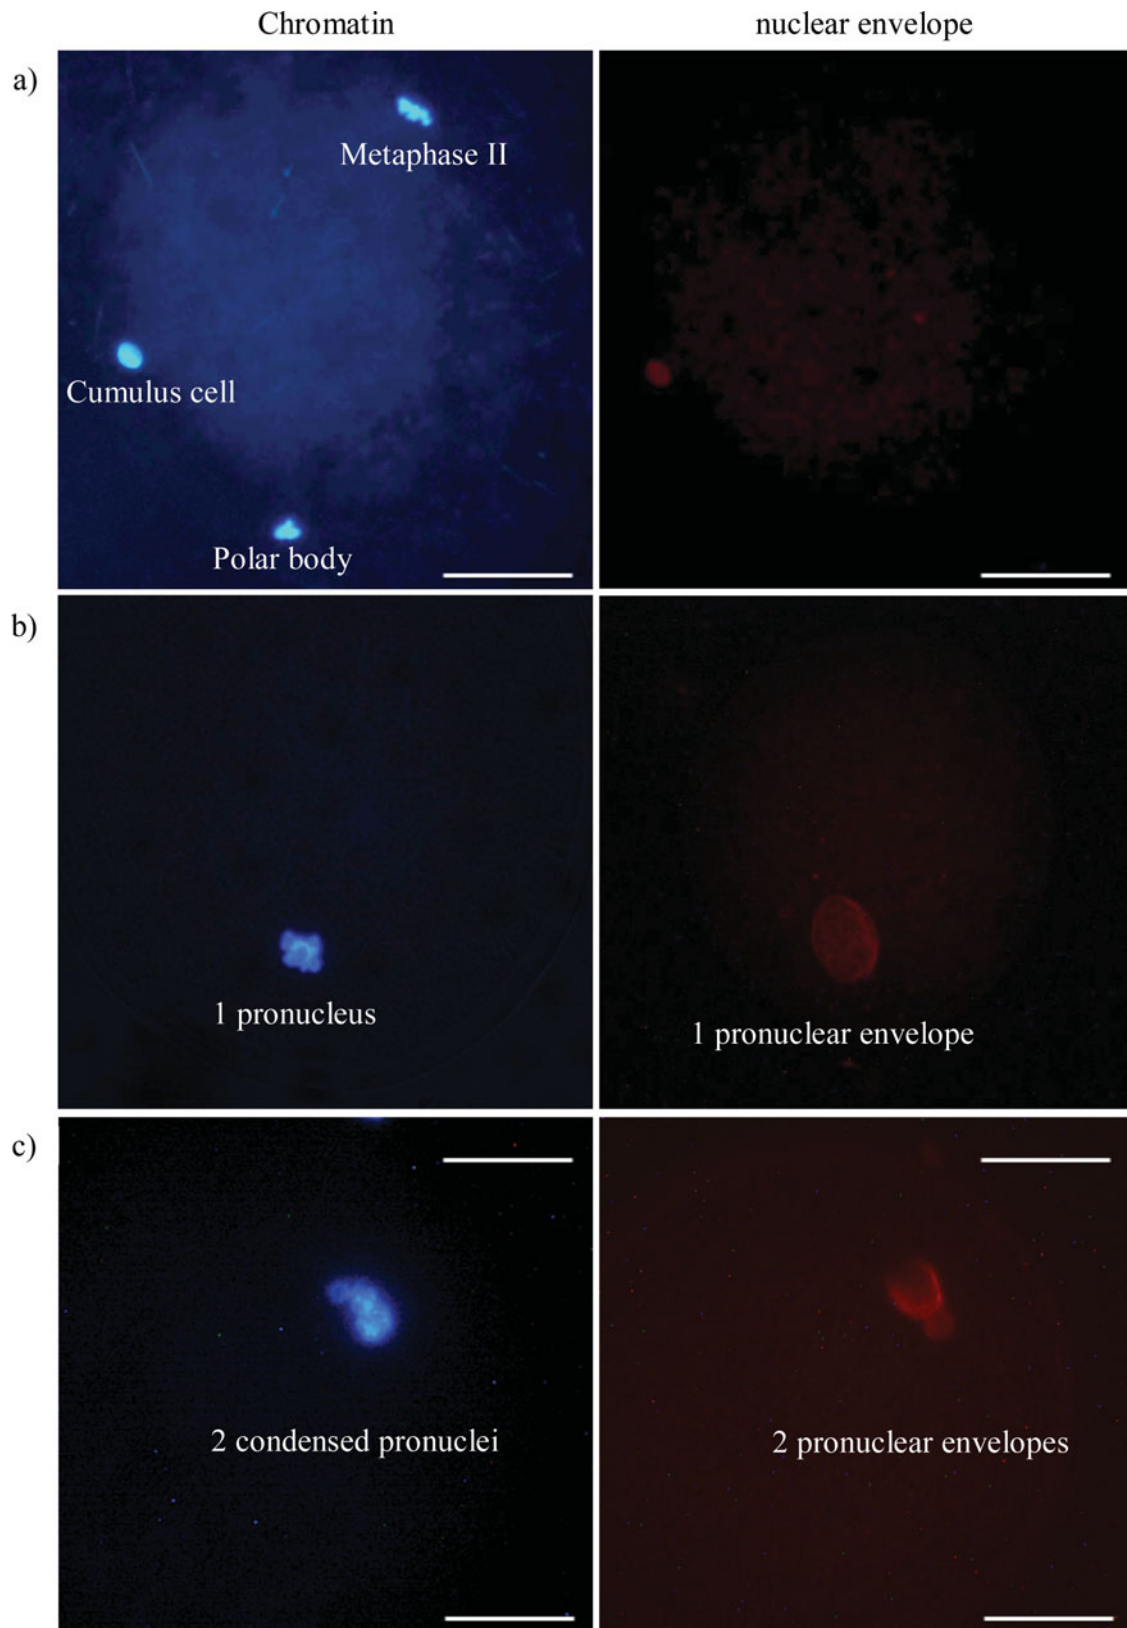 Chromatin
nuclear envelope
a)
Metaphase II
Cumulus cell
Polar body
b)
1 pronucleus
1 pronuclear envelope
c)
2 condensed pronuclei
2 pronuclear envelopes